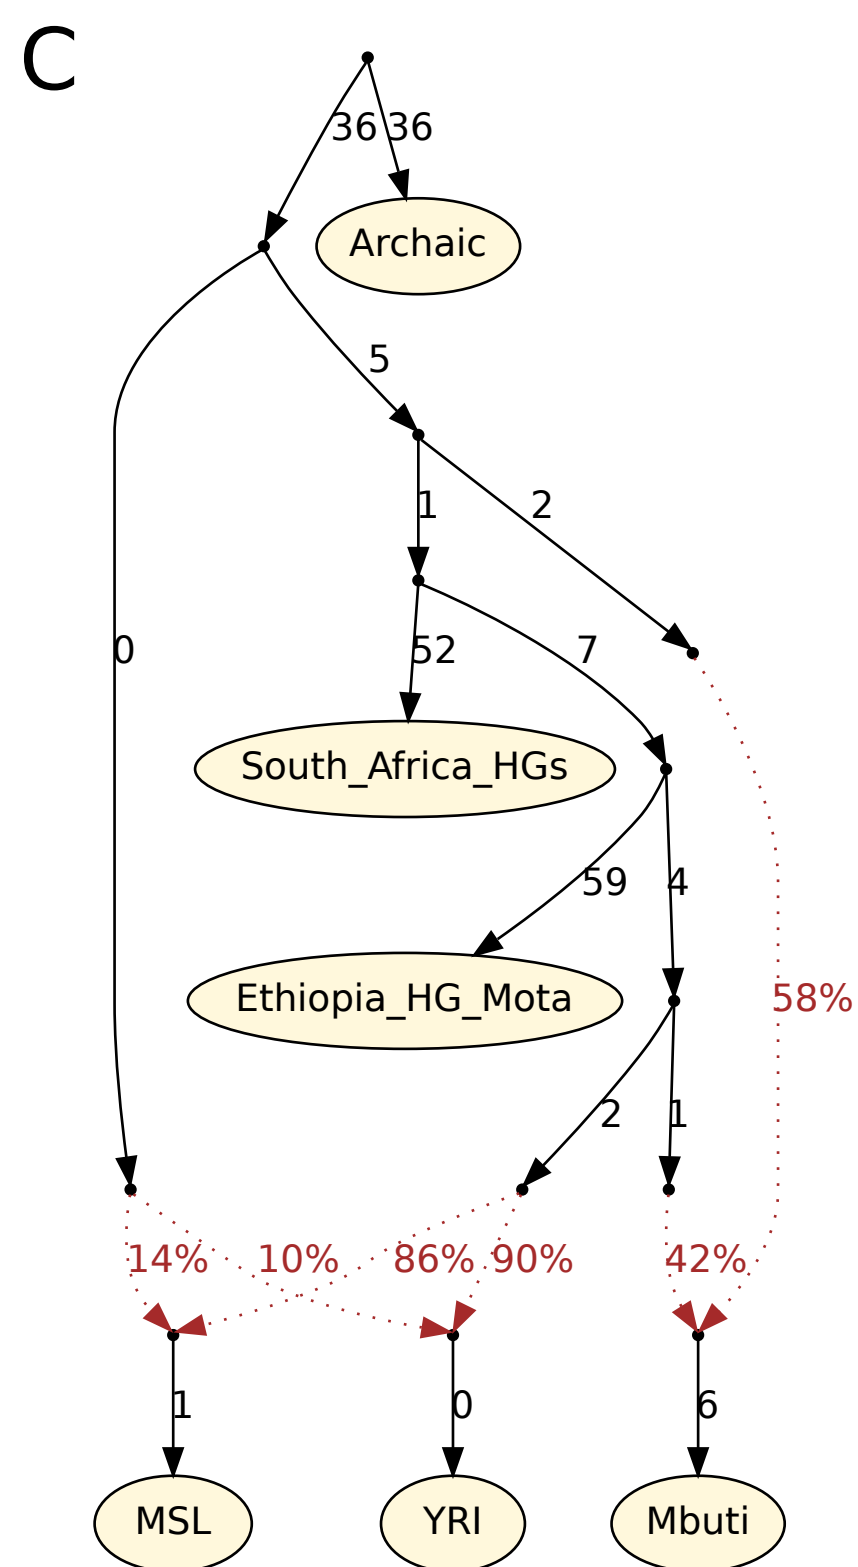 C
36 36
Archaic
5
1 2
0 52 7
South_Africa_HGs
59 4
Ethiopia_HG_Mota 58%
2 1
14% 10% 86% 90% 42%
1 0 6
MSL YRI Mbuti